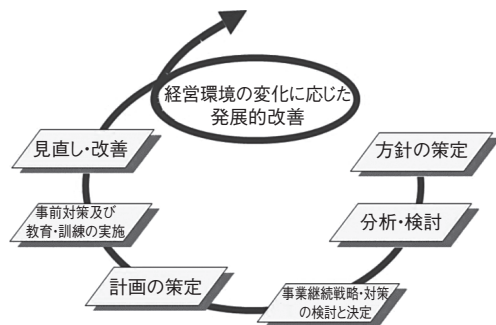 経営環境の変化に応じた
発展的改善
見直し・改善
方針の策定
事前対策及び
教育・訓練の実施
分析・検討
計画の策定
事業継続戦略・対策
の検討と決定